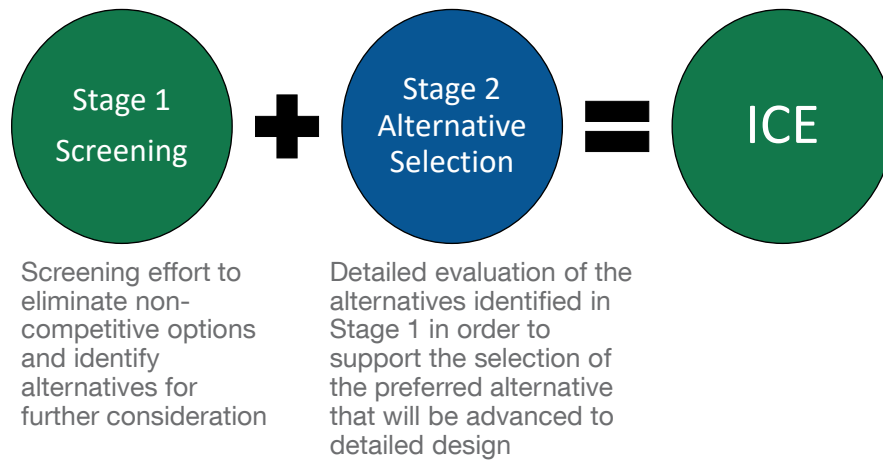 Stage 1
Screening
Stage 2
Alternative
Selection
ICE
Screening effort to
eliminate non-
competitive options
and identify
alternatives for
further consideration
Detailed evaluation of the
alternatives identified in
Stage 1 in order to
support the selection of
the preferred alternative
that will be advanced to
detailed design